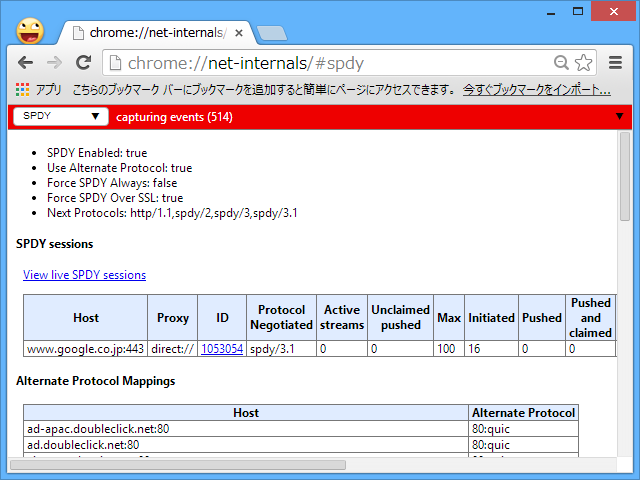 chrome://net-internals/#sp
chrome://net-internals/#spdy
アプリ こちらのブックマーク バーにブックマークを追加すると簡単にページにアクセスできます。 今すぐブックマークをインポート...
SPDY capturing events (514)
SPDY Enabled: true
Use Alternate Protocol: true
Force SPDY Always: false
Force SPDY Over SSL: true
Next Protocols: http/1.1,spdy/2,spdy/3,spdy/3.1
SPDY sessions
View live SPDY sessions
Host Proxy ID Protocol Negotiated Active streams Unclaimed pushed Max Initiated Pushed Pushed and claimed
www.google.co.jp:443 direct:// 1053054 spdy/3.1 0 0 100 16 0 0
Alternate Protocol Mappings
Host Alternate Protocol
ad-apac.doubleclick.net:80 80:quic
ad.doubleclick.net:80 80:quic